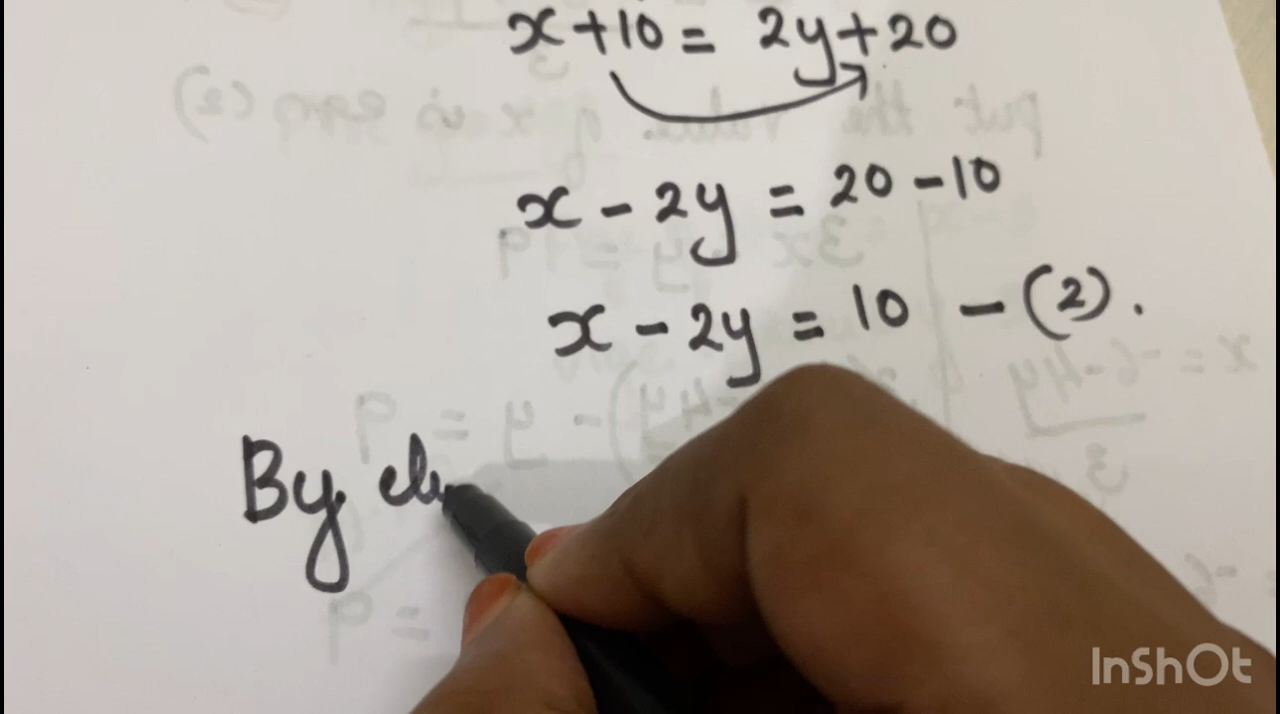 x + 10 = 2y + 20
x - 2y = 20 - 10
x - 2y = 10 - (2).
By
InShOt